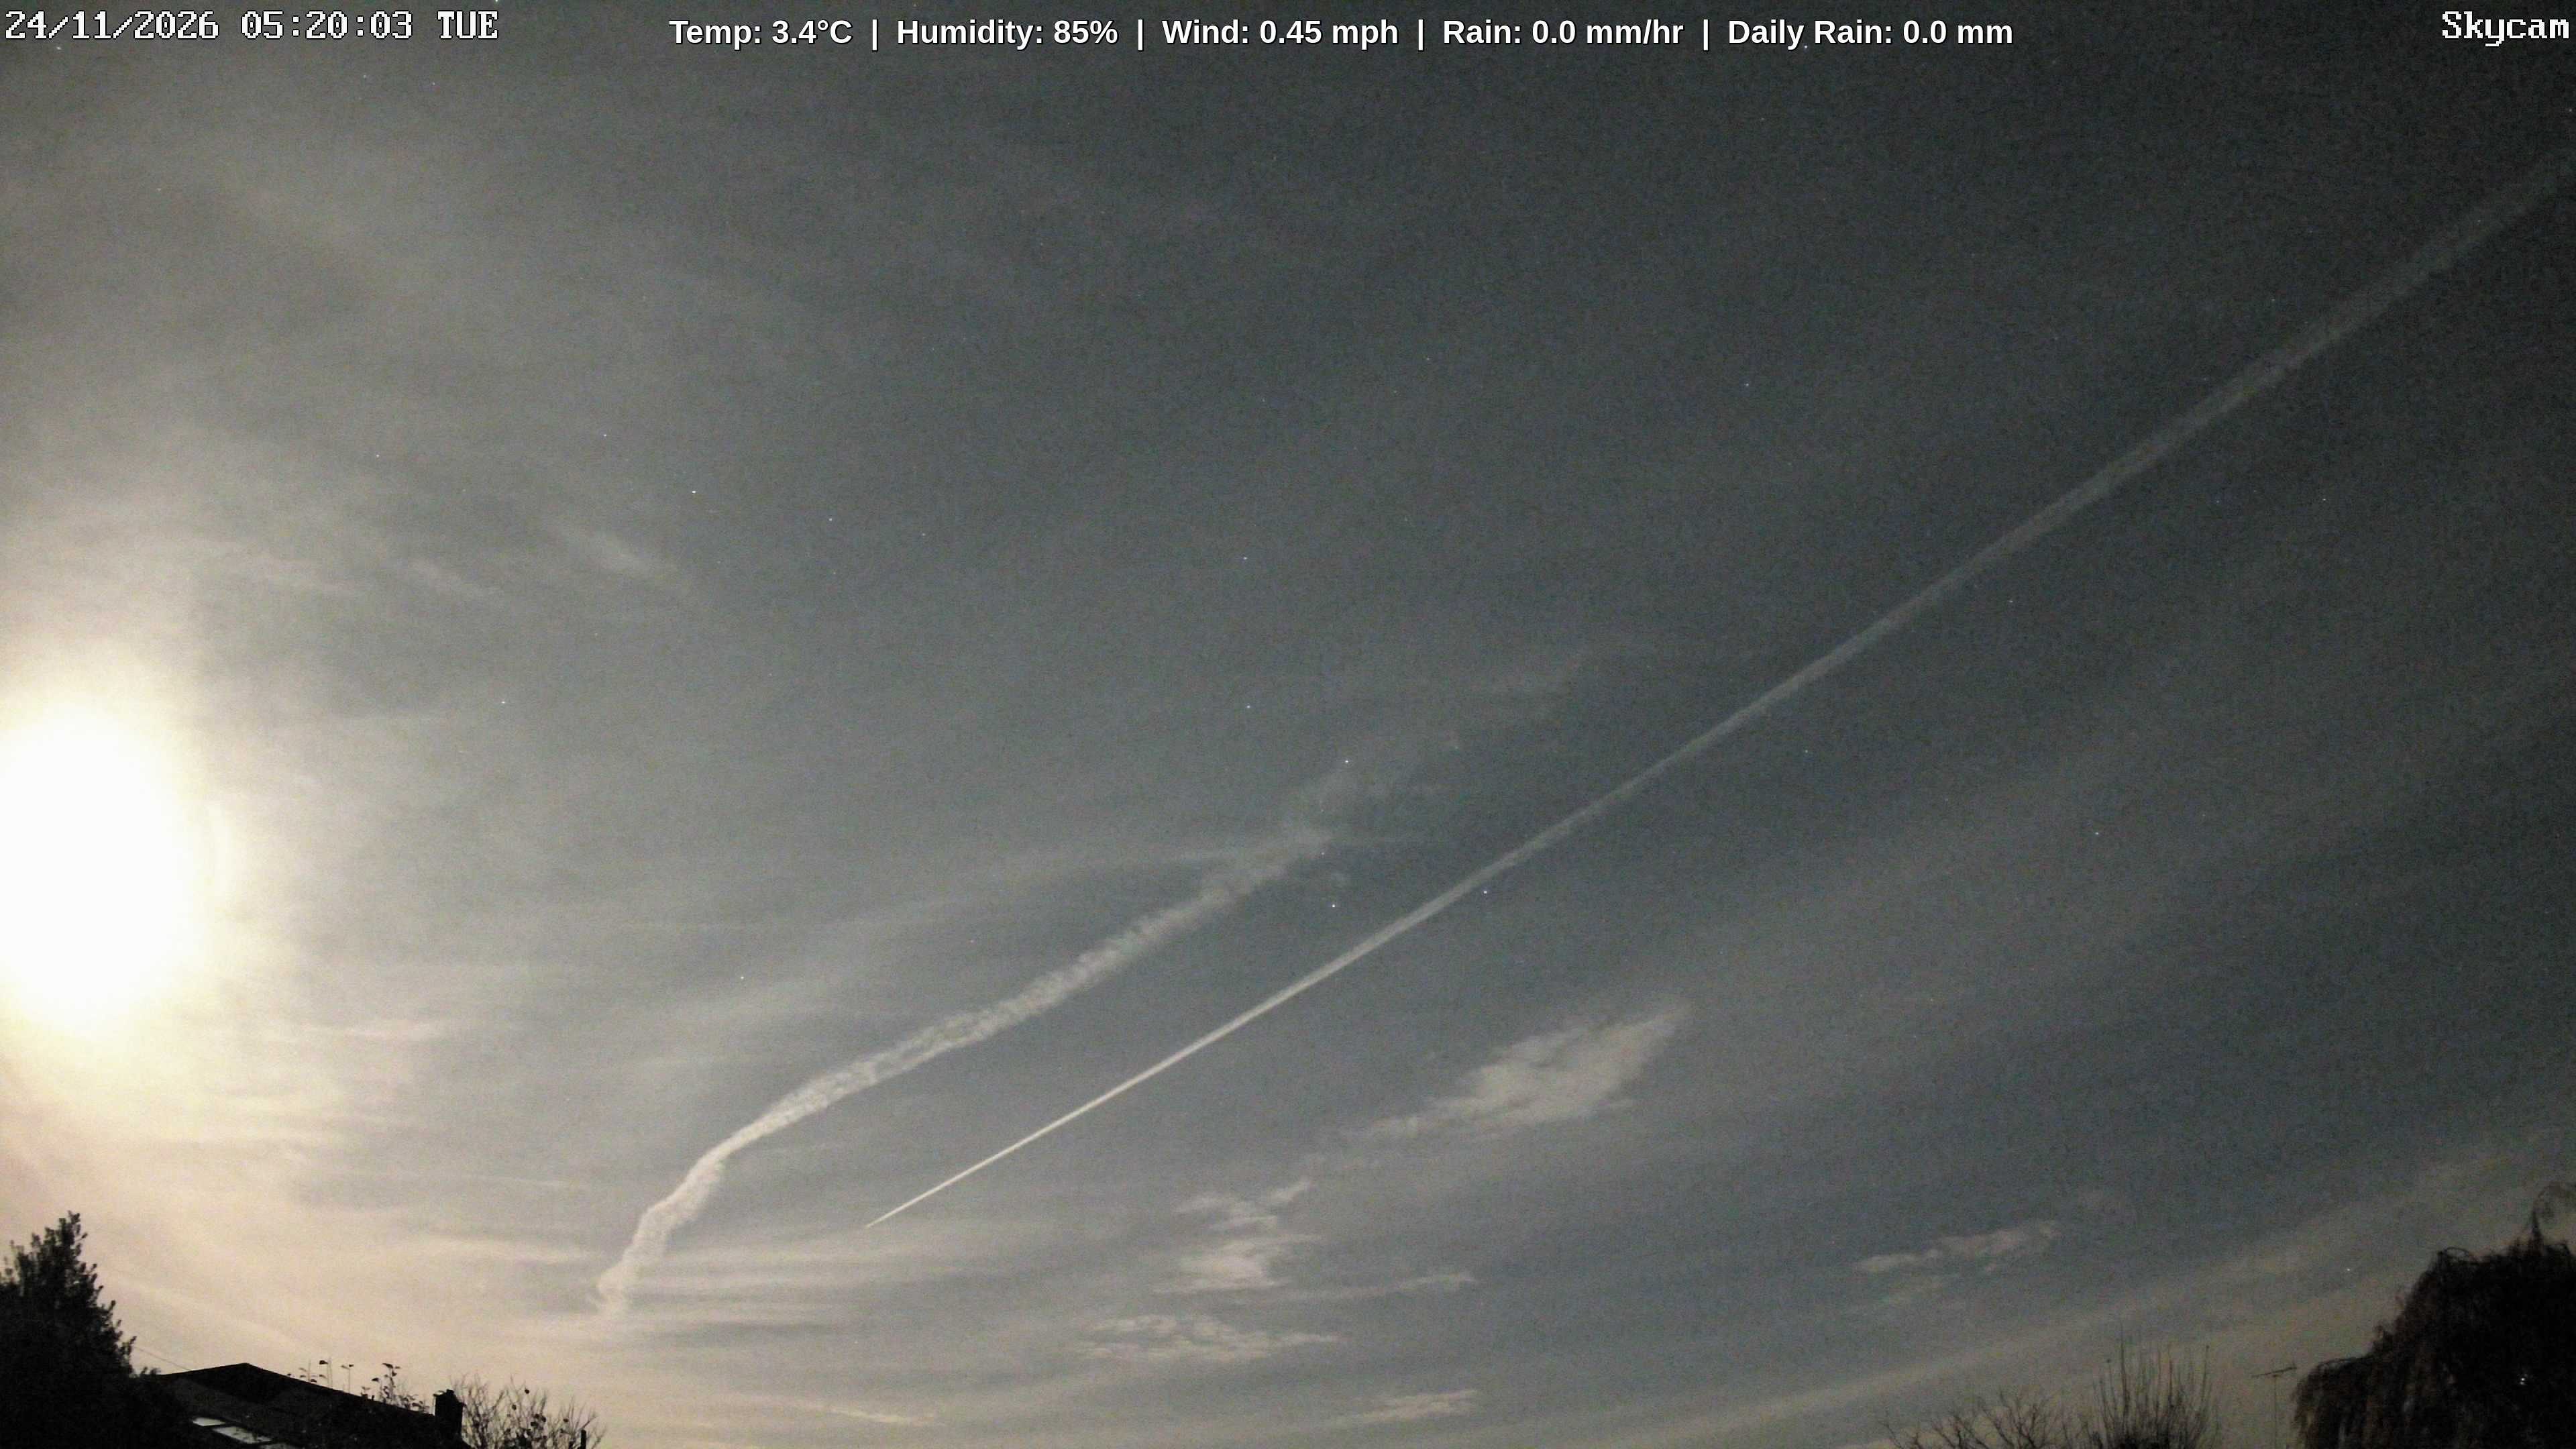 24/11/2026 05:20:03 TUE
Temp: 3.4°C | Humidity: 85% | Wind: 0.45 mph | Rain: 0.0 mm/hr | Daily Rain: 0.0 mm
Skycam